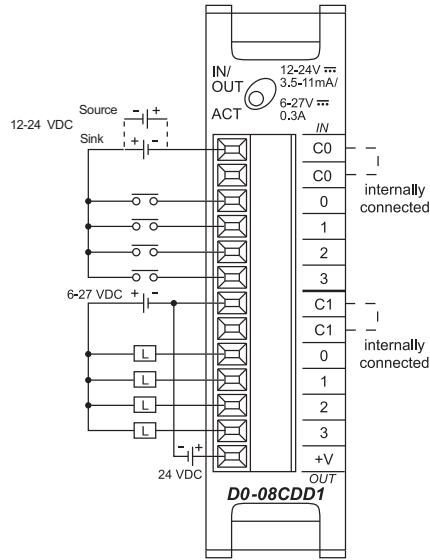 IN/
OUT
ACT
12-24V
3.5-11mA/
6-27V
0.3A
IN
Source
- +
12-24 VDC
Sink
+ -
C0
C0
internally
connected
0
1
2
3
6-27 VDC
+ -
C1
C1
internally
connected
L
0
L
1
L
2
L
3
- +
24 VDC
+V
OUT
D0-08CDD1